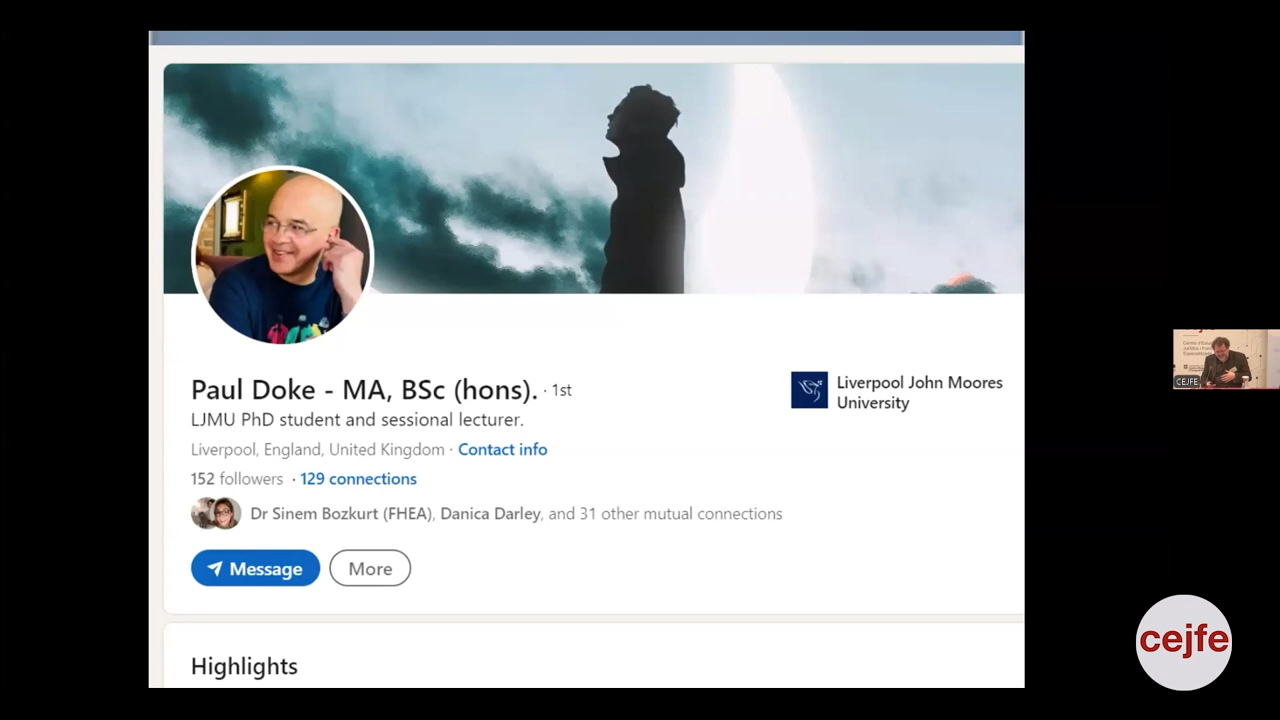 Paul Doke - MA, BSc (hons). · 1st
LJMU PhD student and sessional lecturer.
Liverpool, England, United Kingdom · Contact info
152 followers · 129 connections
Dr Sinem Bozkurt (FHEA), Danica Darley, and 31 other mutual connections
Message
More
Liverpool John Moores
University
Highlights
CEJFE
cejfe